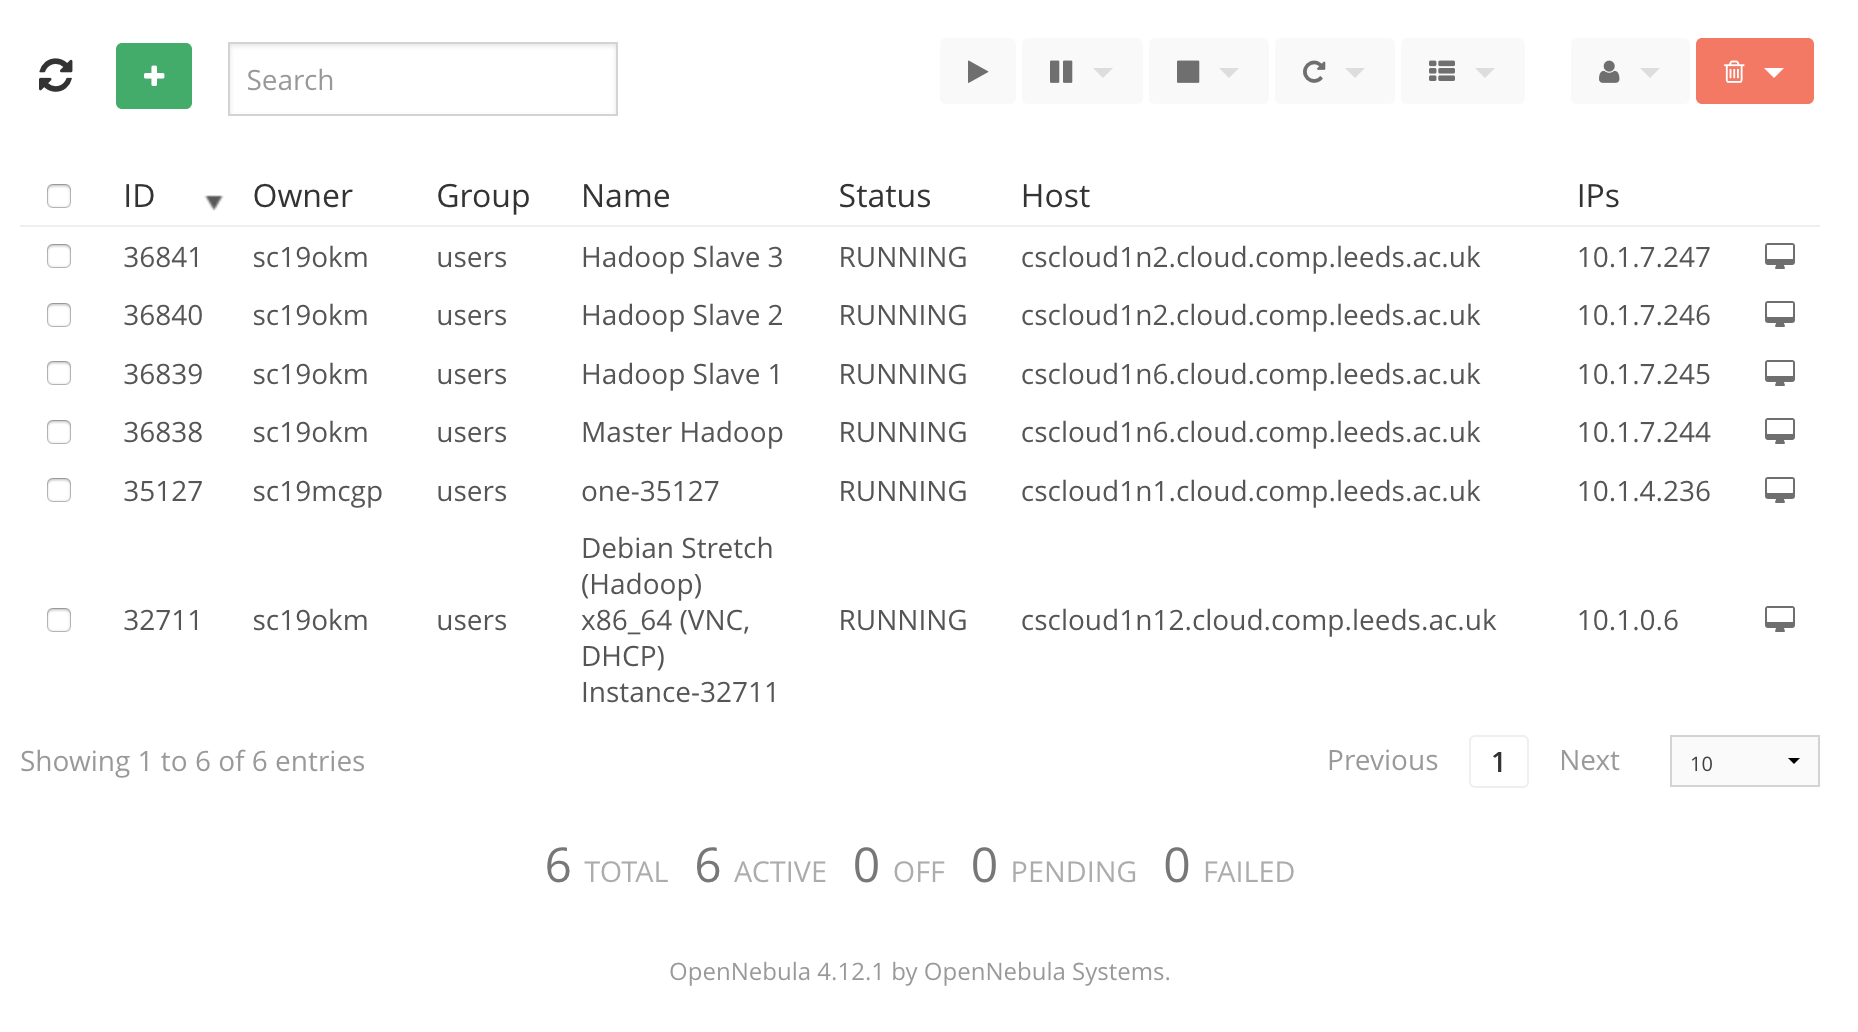 Search
ID Owner Group Name Status Host IPs
36841 sc19okm users Hadoop Slave 3 RUNNING cscloud1n2.cloud.comp.leeds.ac.uk 10.1.7.247
36840 sc19okm users Hadoop Slave 2 RUNNING cscloud1n2.cloud.comp.leeds.ac.uk 10.1.7.246
36839 sc19okm users Hadoop Slave 1 RUNNING cscloud1n6.cloud.comp.leeds.ac.uk 10.1.7.245
36838 sc19okm users Master Hadoop RUNNING cscloud1n6.cloud.comp.leeds.ac.uk 10.1.7.244
35127 sc19mcgp users one-35127 RUNNING cscloud1n1.cloud.comp.leeds.ac.uk 10.1.4.236
Debian Stretch
(Hadoop)
32711 sc19okm users x86_64 (VNC, RUNNING cscloud1n12.cloud.comp.leeds.ac.uk 10.1.0.6
DHCP)
Instance-32711
Showing 1 to 6 of 6 entries Previous 1 Next 10
6 TOTAL 6 ACTIVE 0 OFF 0 PENDING 0 FAILED
OpenNebula 4.12.1 by OpenNebula Systems.